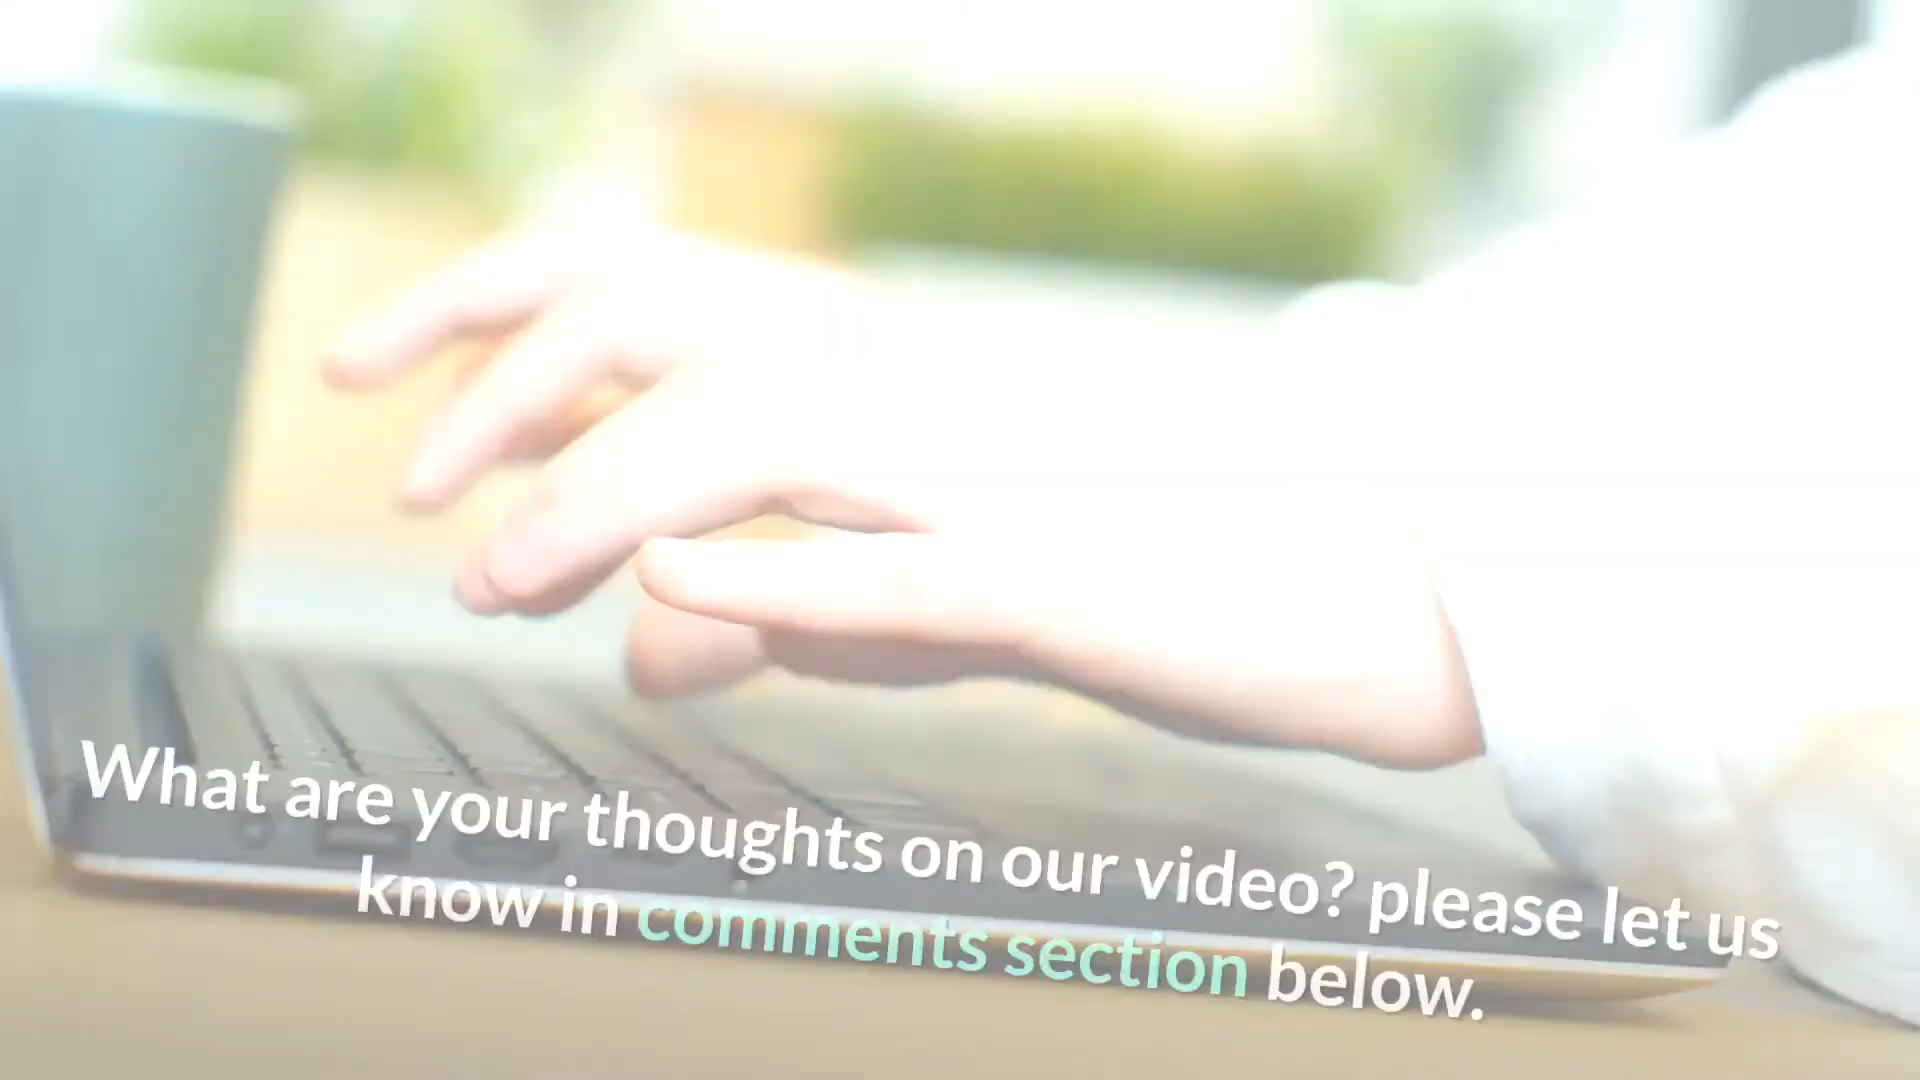 What are your thoughts on our video? please let us
know in comments section below.